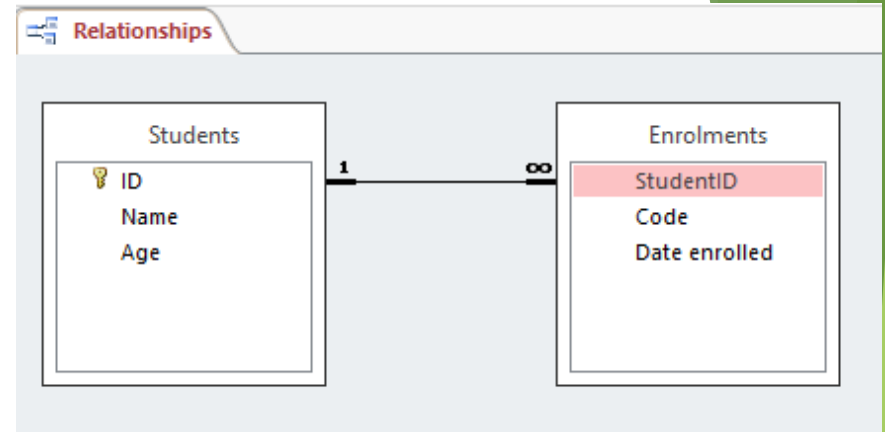 Relationships
Students
ID
Name
Age
1
∞
Enrolments
StudentID
Code
Date enrolled